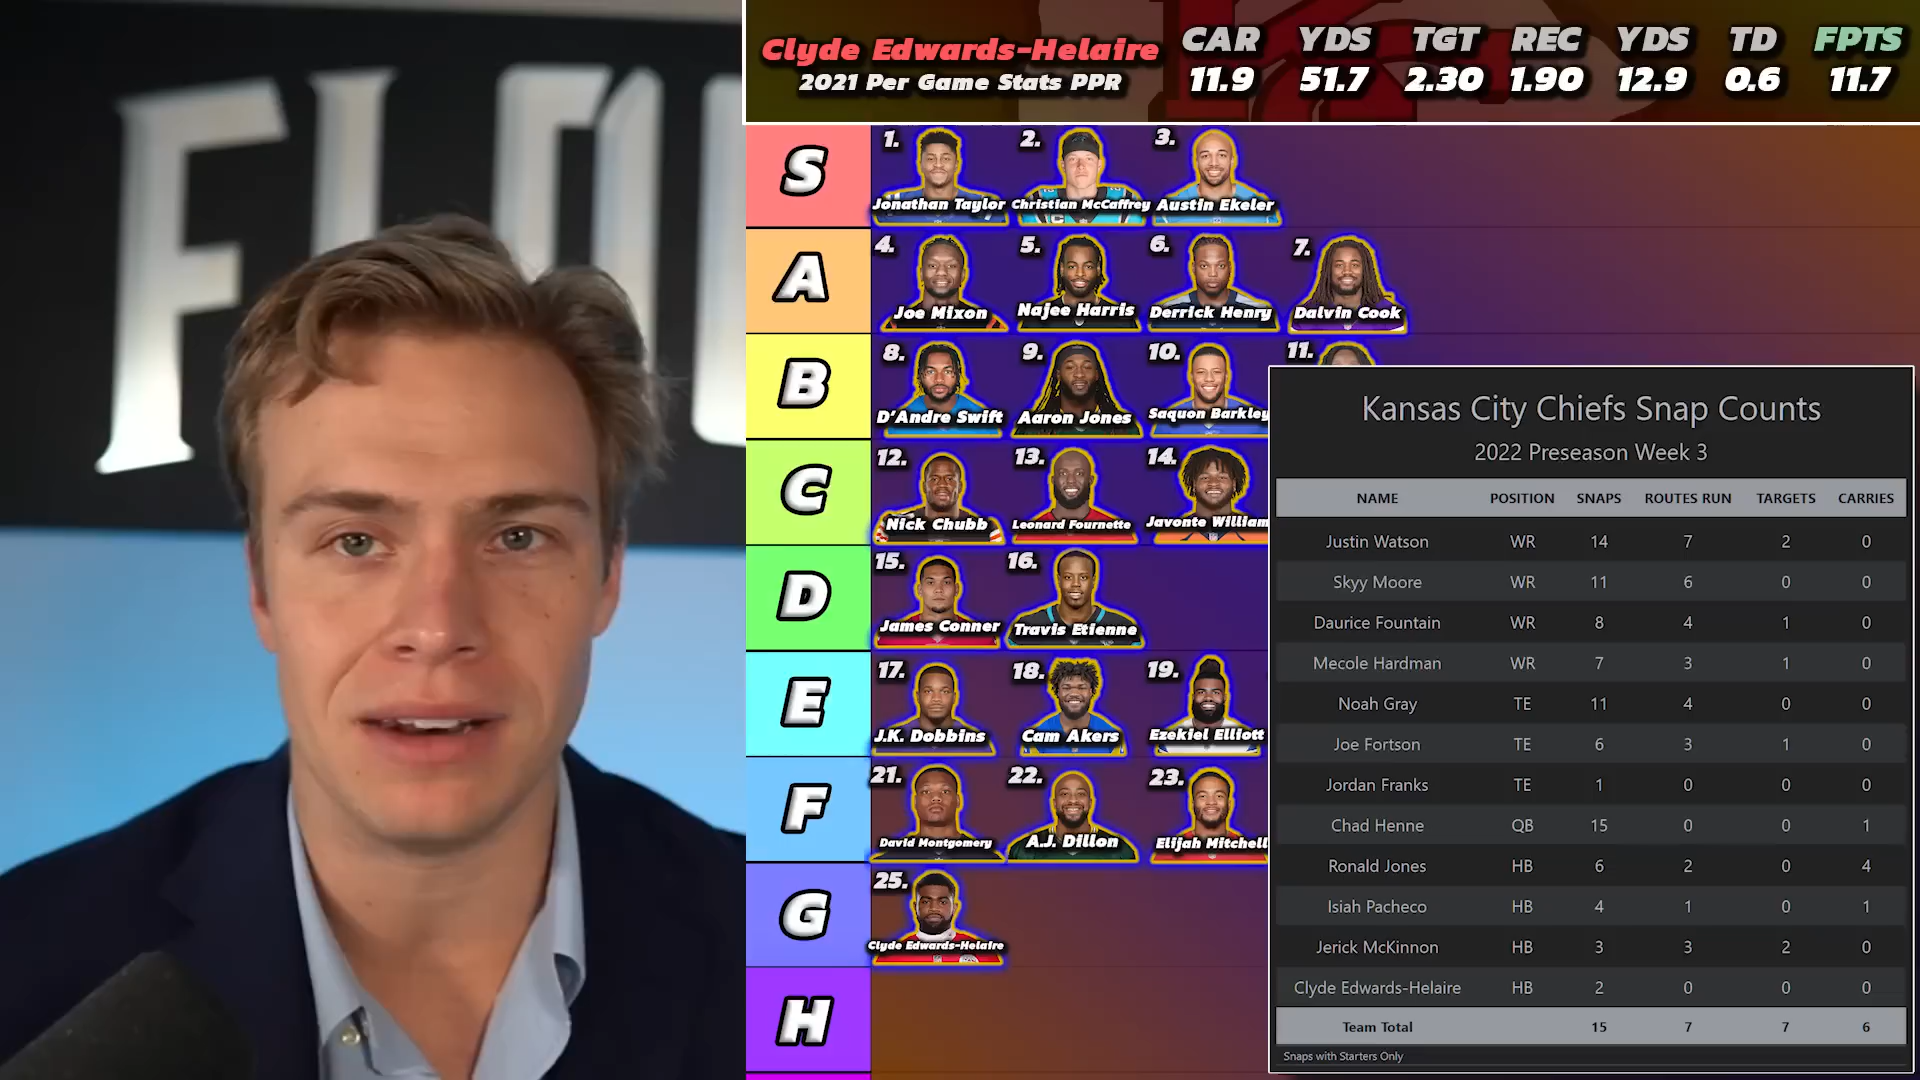 FLO
Clyde Edwards-Helaire
2021 Per Game Stats PPR
CAR YDS TGT REC YDS TD FPTS
11.9 51.7 2.30 1.90 12.9 0.6 11.7
S
1. 2. 3.
Jonathan Taylor Christian McCaffrey Austin Ekeler
A
4. 5. 6. 7.
Joe Mixon Najee Harris Derrick Henry Dalvin Cook
B
8. 9. 10. 11.
D'Andre Swift Aaron Jones Saquon Barkley
C
12. 13. 14.
Nick Chubb Leonard Fournette Javonte William
D
15. 16.
James Conner Travis Etienne
E
17. 18. 19.
J.K. Dobbins Cam Akers Ezekiel Elliott
F
21. 22. 23.
David Montgomery A.J. Dillon Elijah Mitchell
G
25.
Clyde Edwards-Helaire
H
Kansas City Chiefs Snap Counts
2022 Preseason Week 3
NAME POSITION SNAPS ROUTES RUN TARGETS CARRIES
Justin Watson WR 14 7 2 0
Skyy Moore WR 11 6 0 0
Daurice Fountain WR 8 4 1 0
Mecole Hardman WR 7 3 1 0
Noah Gray TE 11 4 0 0
Joe Fortson TE 6 3 1 0
Jordan Franks TE 1 0 0 0
Chad Henne QB 15 0 0 1
Ronald Jones HB 6 2 0 4
Isiah Pacheco HB 4 1 0 1
Jerick McKinnon HB 3 3 2 0
Clyde Edwards-Helaire HB 2 0 0 0
Team Total 15 7 7 6
Snaps with Starters Only